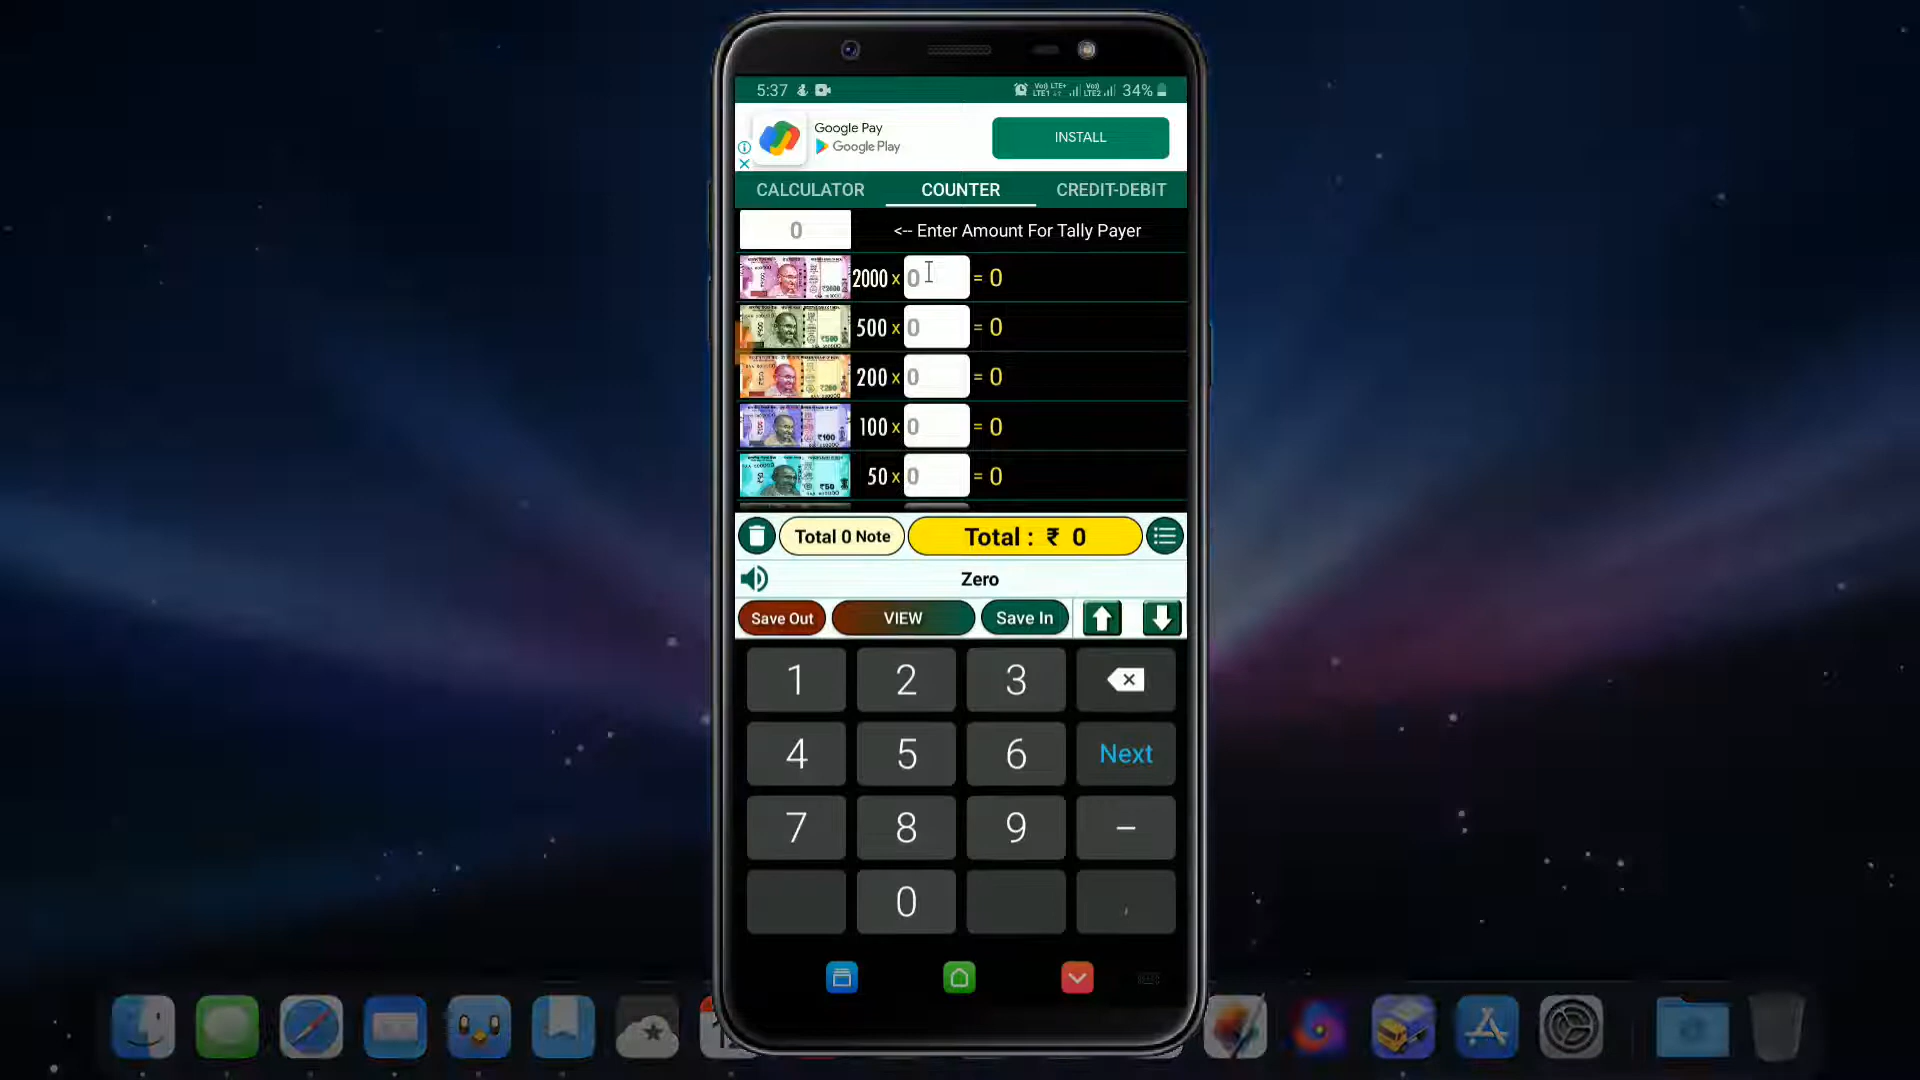 5:37 34%
Google Pay
Google Play
INSTALL
CALCULATOR COUNTER CREDIT-DEBIT
0 <-- Enter Amount For Tally Payer
2000 x 0 = 0
500 x 0 = 0
200 x 0 = 0
100 x 0 = 0
50 x 0 = 0
Total 0 Note Total : ₹ 0
Zero
Save Out VIEW Save In
1 2 3
4 5 6 Next
7 8 9 –
0 ,